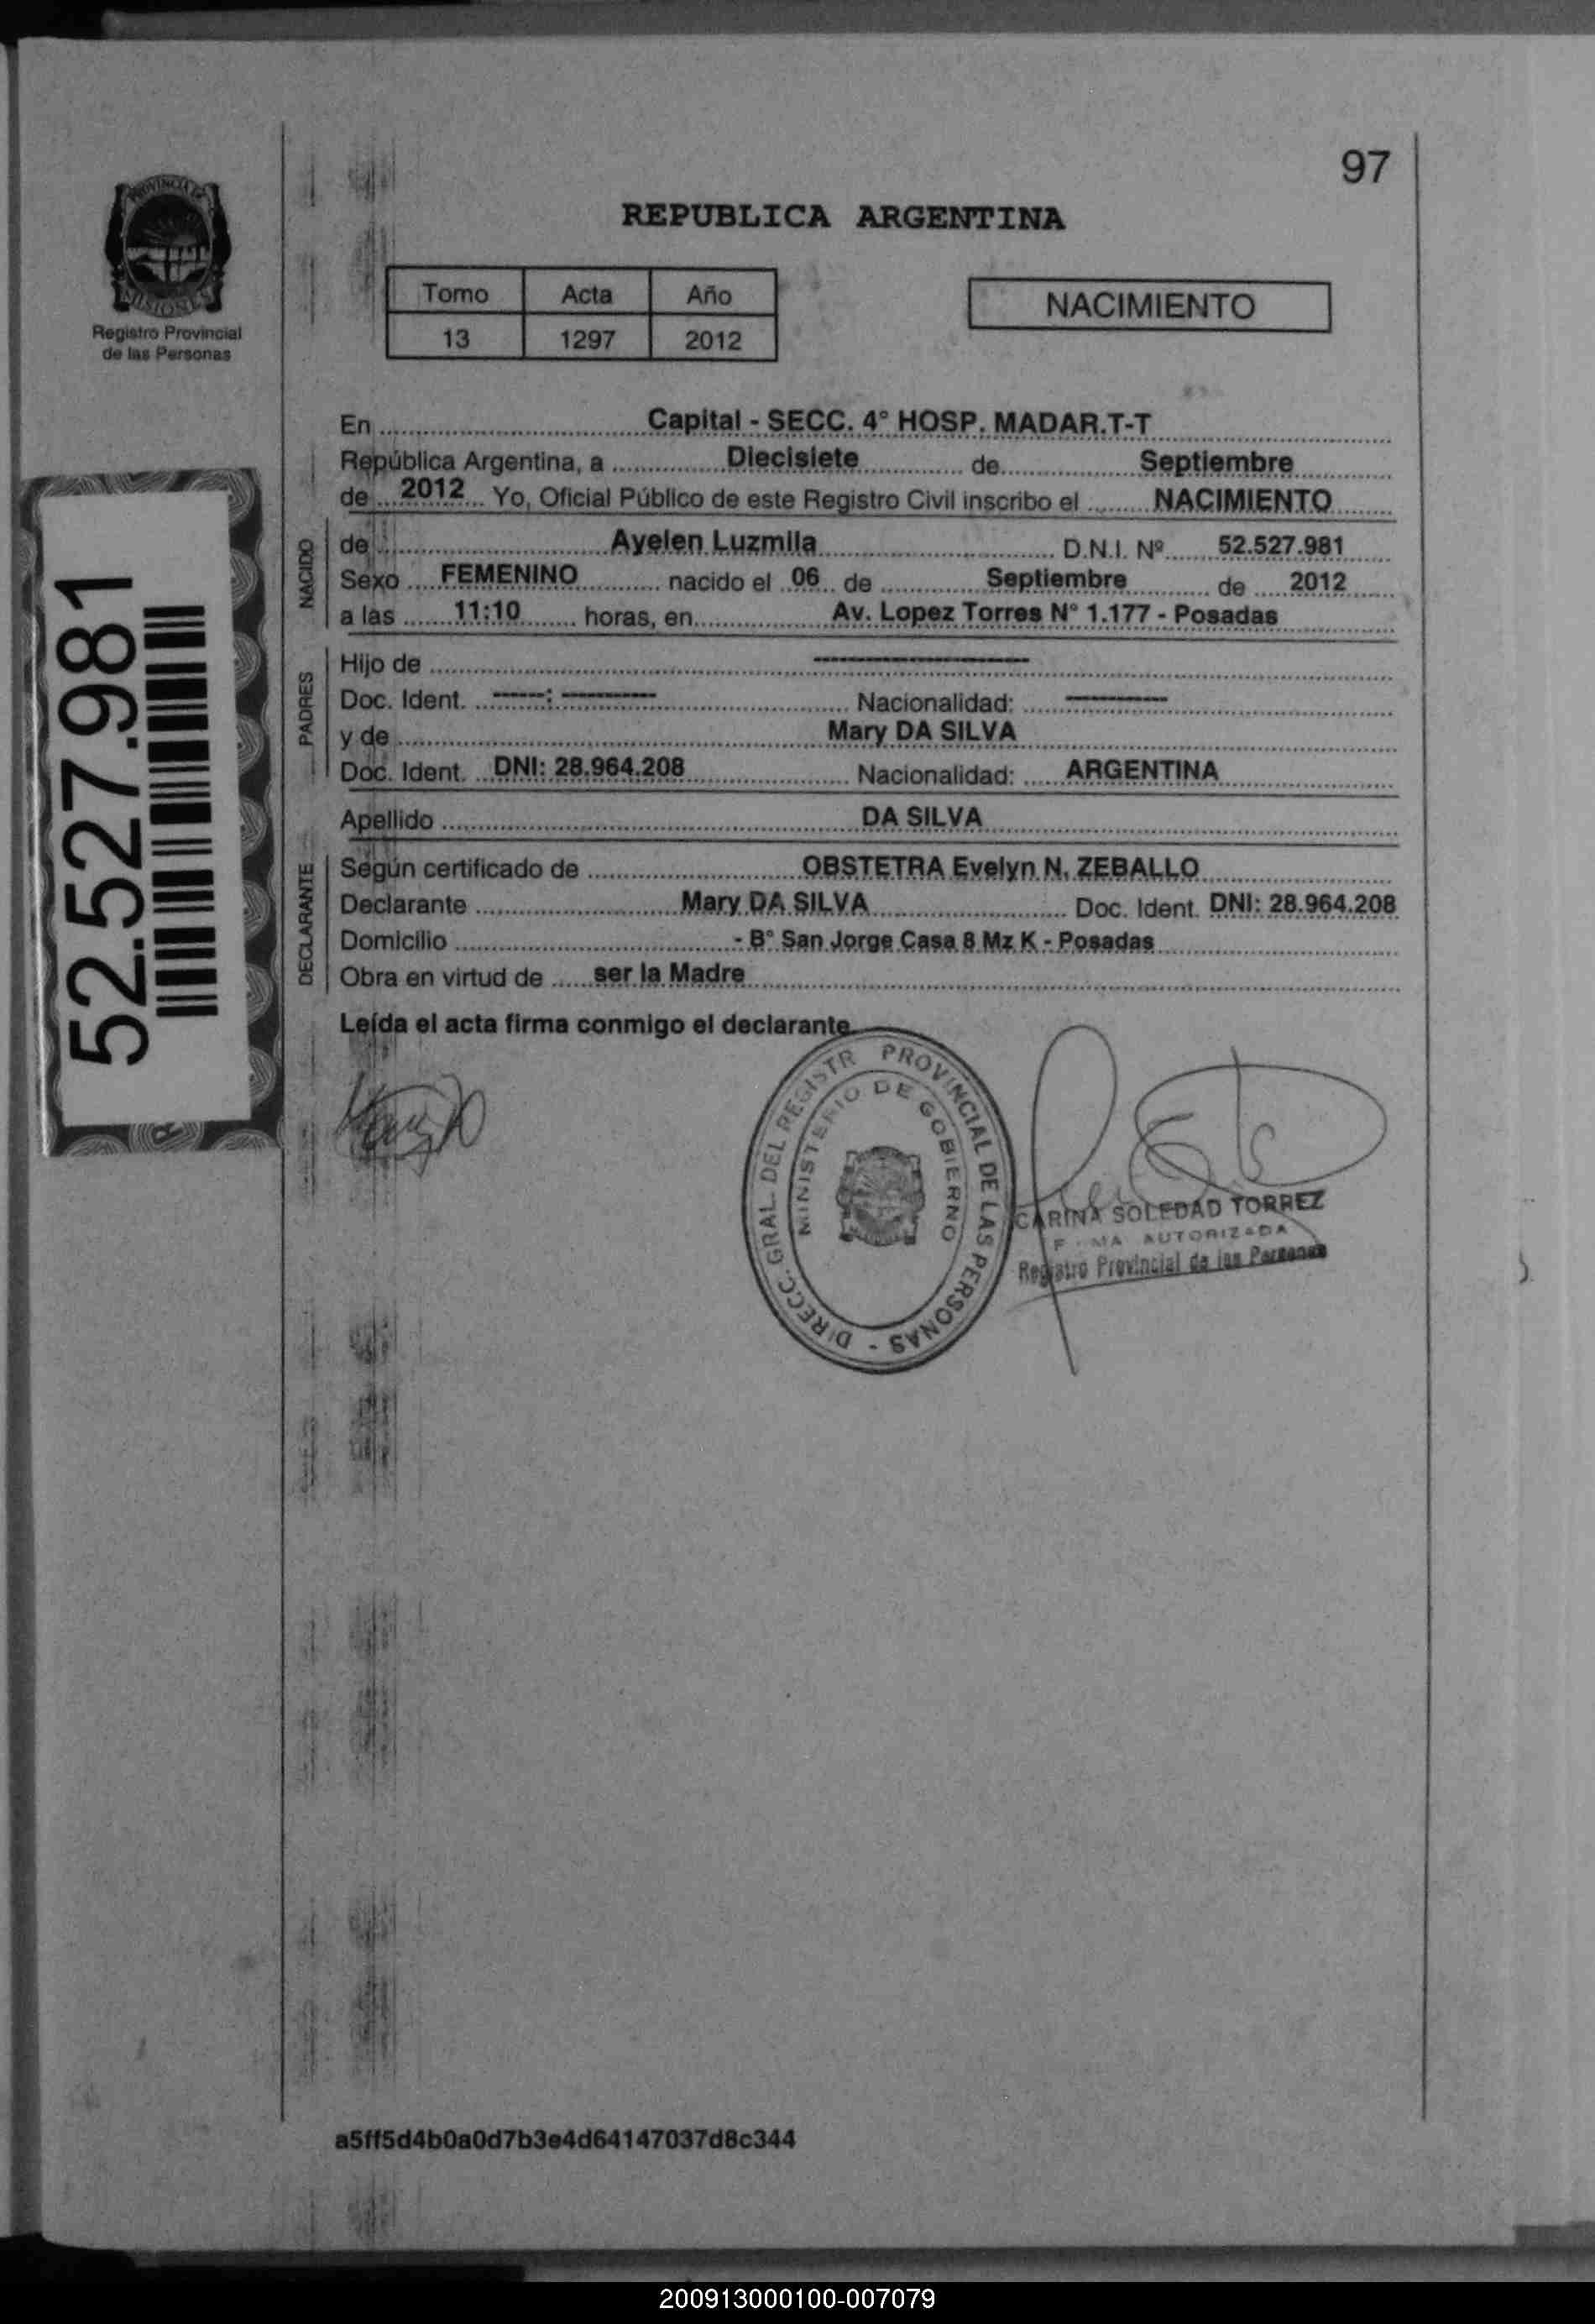 97
PROVINCIA DE
MISIONES
Registro Provincial
de las Personas
REPUBLICA ARGENTINA
Tomo Acta Año
13 1297 2012
NACIMIENTO
En Capital - SECC. 4° HOSP. MADAR.T-T
República Argentina, a Diecisiete de Septiembre
de 2012 Yo, Oficial Público de este Registro Civil inscribo el NACIMIENTO
NACIDO
de Ayelen Luzmila D.N.I. Nº 52.527.981
Sexo FEMENINO nacido el 06 de Septiembre de 2012
a las 11:10 horas, en Av. Lopez Torres N° 1.177 - Posadas
PADRES
Hijo de ----------
Doc. Ident. -----: --------- Nacionalidad: ----------
y de Mary DA SILVA
Doc. Ident. DNI: 28.964.208 Nacionalidad: ARGENTINA
Apellido DA SILVA
DECLARANTE
Según certificado de OBSTETRA Evelyn N. ZEBALLO
Declarante Mary DA SILVA Doc. Ident. DNI: 28.964.208
Domicilio - B° San Jorge Casa 8 Mz K - Posadas
Obra en virtud de ser la Madre
Leída el acta firma conmigo el declarante
52.527.981
DIRECC. GRAL. DEL REGISTR PROVINCIAL DE LAS PERSONAS -
MINISTERIO DE GOBIERNO
CARINA SOLEDAD TORREZ
AUTORIZADA
Registro Provincial de las Personas
a5ff5d4b0a0d7b3e4d64147037d8c344
200913000100-007079